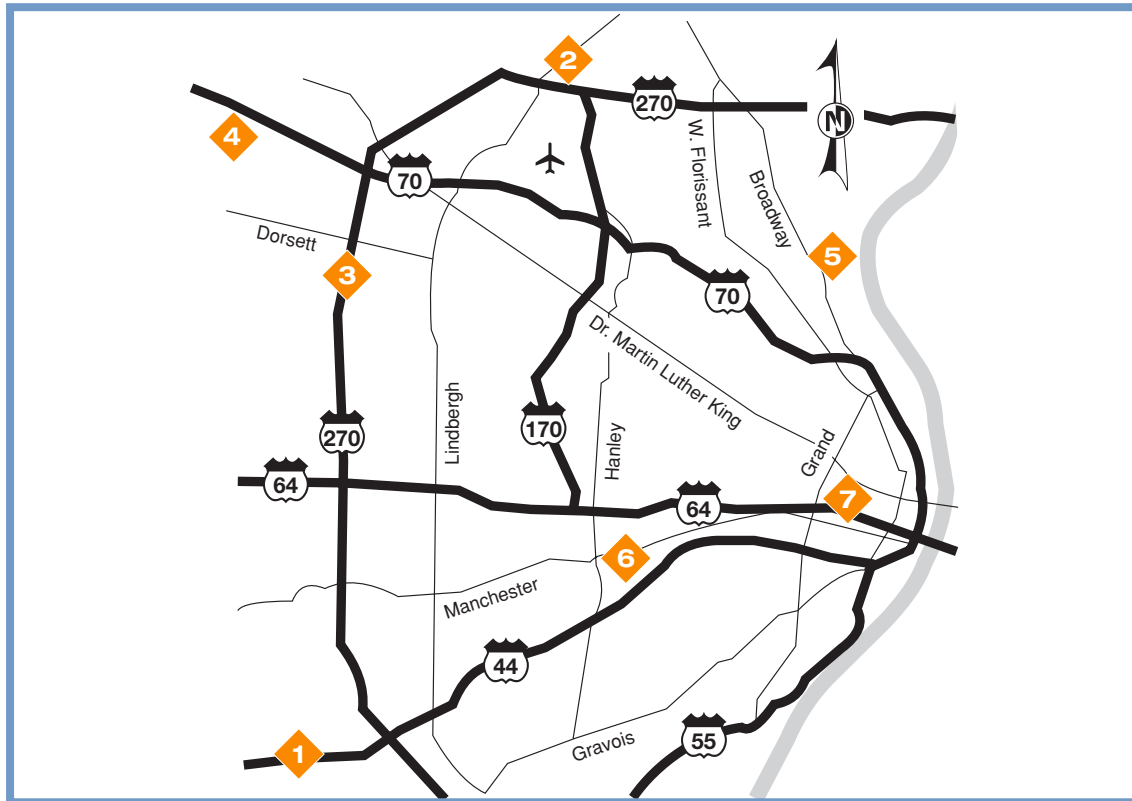 2
270
N
4
W. Florissant
70
Broadway
Dorsett
5
3
70
Dr. Martin Luther King
Lindbergh
270
170
Hanley
Grand
64
7
64
6
Manchester
44
1
Gravois
55